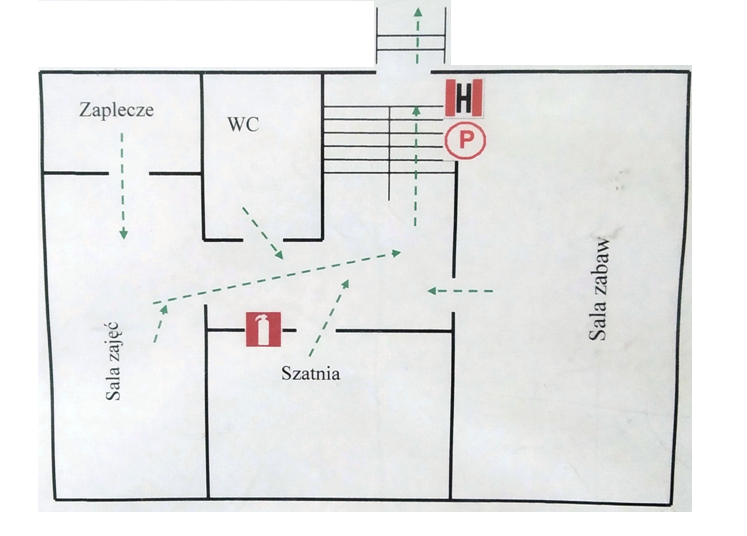 Zaplecze
WC
H
P
Sala zabaw
Sala zajęć
Szatnia